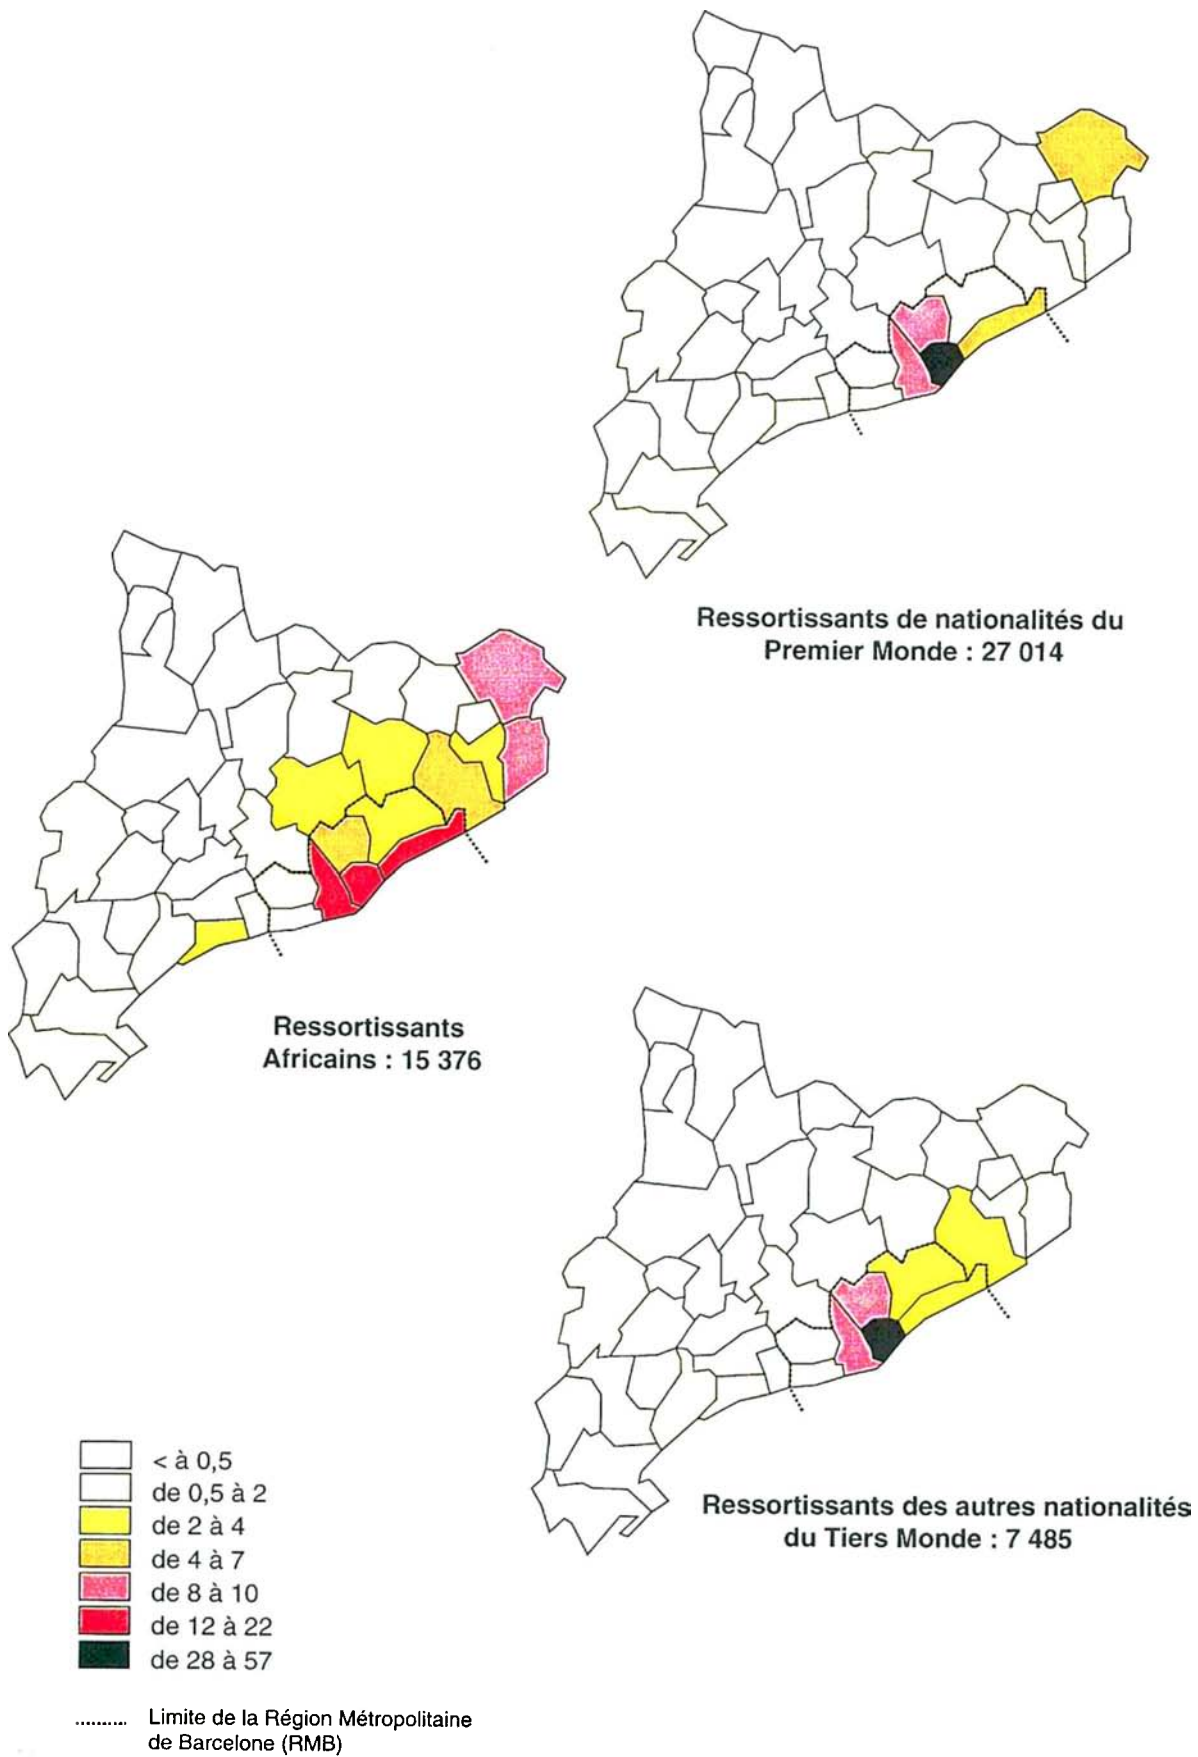 Ressortissants de nationalités du
Premier Monde : 27 014
Ressortissants
Africains : 15 376
Ressortissants des autres nationalités
du Tiers Monde : 7 485
< à 0,5
de 0,5 à 2
de 2 à 4
de 4 à 7
de 8 à 10
de 12 à 22
de 28 à 57
Limite de la Région Métropolitaine
de Barcelone (RMB)